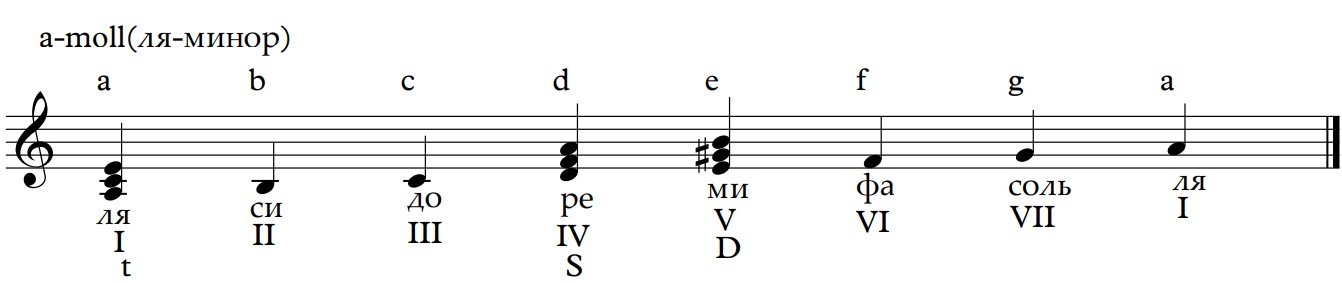 a-moll(ля-минор)
a b c d e f g a
ля си до ре ми фа соль ля
I II III IV V VI VII I
t S D